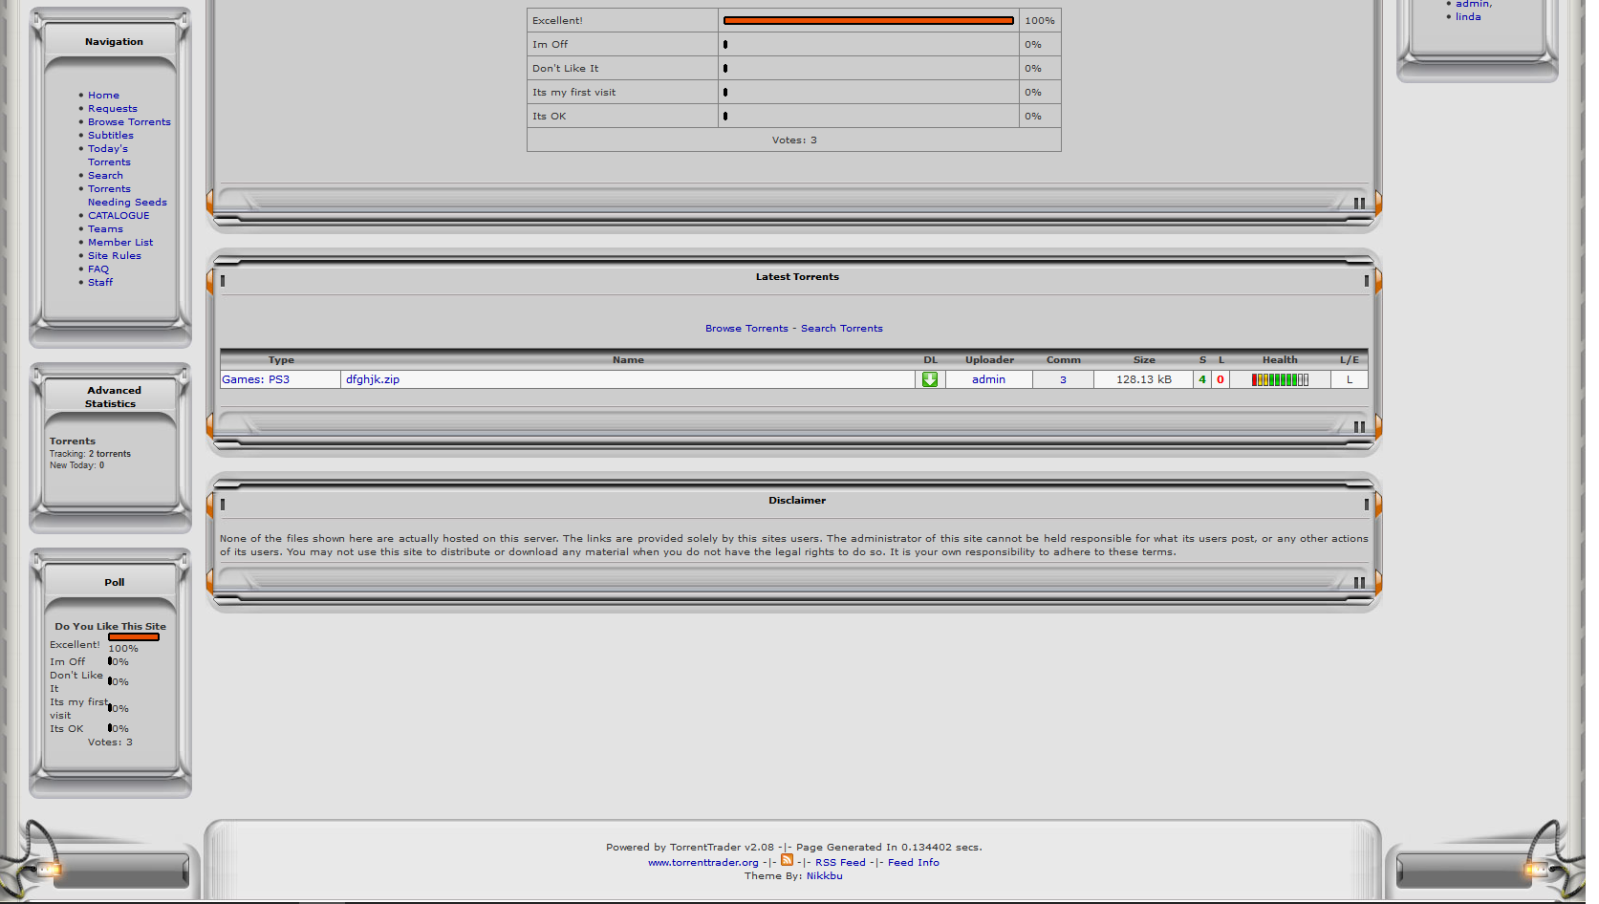 Navigation
Home
Requests
Browse Torrents
Subtitles
Today's
Torrents
Search
Torrents
Needing Seeds
CATALOGUE
Teams
Member List
Site Rules
FAQ
Staff
Advanced
Statistics
Torrents
Tracking: 2 torrents
New Today: 0
Poll
Do You Like This Site
Excellent! 100%
Im Off 0%
Don't Like
It 0%
Its my first
visit 0%
Its OK 0%
Votes: 3
Excellent! 100%
Im Off 0%
Don't Like It 0%
Its my first visit 0%
Its OK 0%
Votes: 3
Latest Torrents
Browse Torrents - Search Torrents
Type Name DL Uploader Comm Size S L Health L/E
Games: PS3 dfghjk.zip admin 3 128.13 kB 4 0 L
Disclaimer
None of the files shown here are actually hosted on this server. The links are provided solely by this sites users. The administrator of this site cannot be held responsible for what its users post, or any other actions
of its users. You may not use this site to distribute or download any material when you do not have the legal rights to do so. It is your own responsibility to adhere to these terms.
admin,
linda
Powered by TorrentTrader v2.08 -|- Page Generated In 0.134402 secs.
www.torrenttrader.org -|- -|- RSS Feed -|- Feed Info
Theme By: Nikkbu